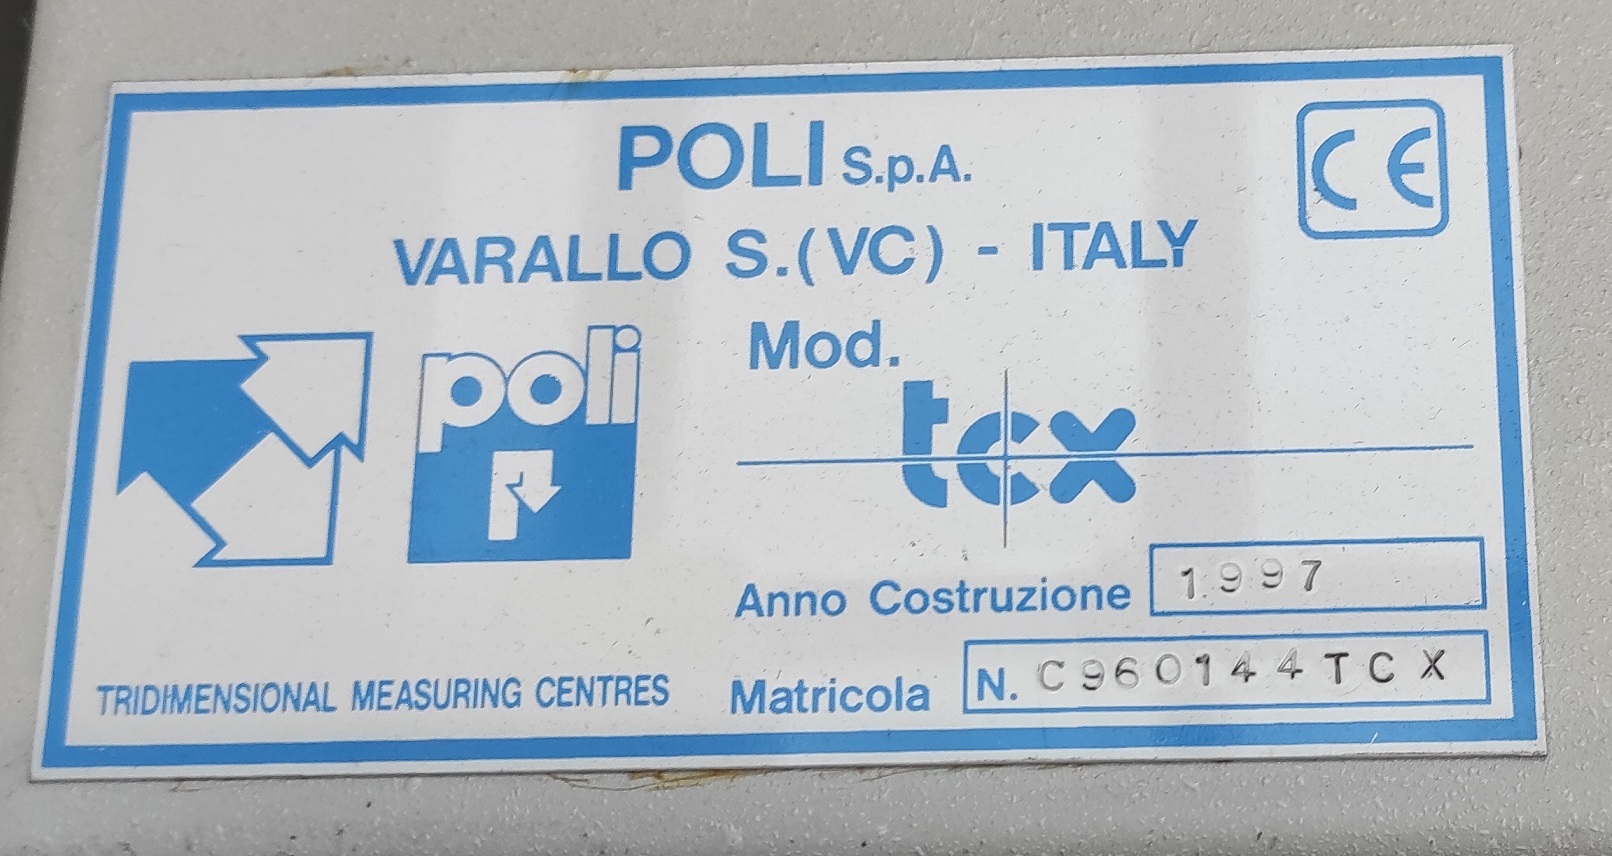 POLI S.p.A.
CE
VARALLO S.(VC) - ITALY
poli
Mod.
tcx
Anno Costruzione 1997
TRIDIMENSIONAL MEASURING CENTRES
Matricola N. C960144TCX